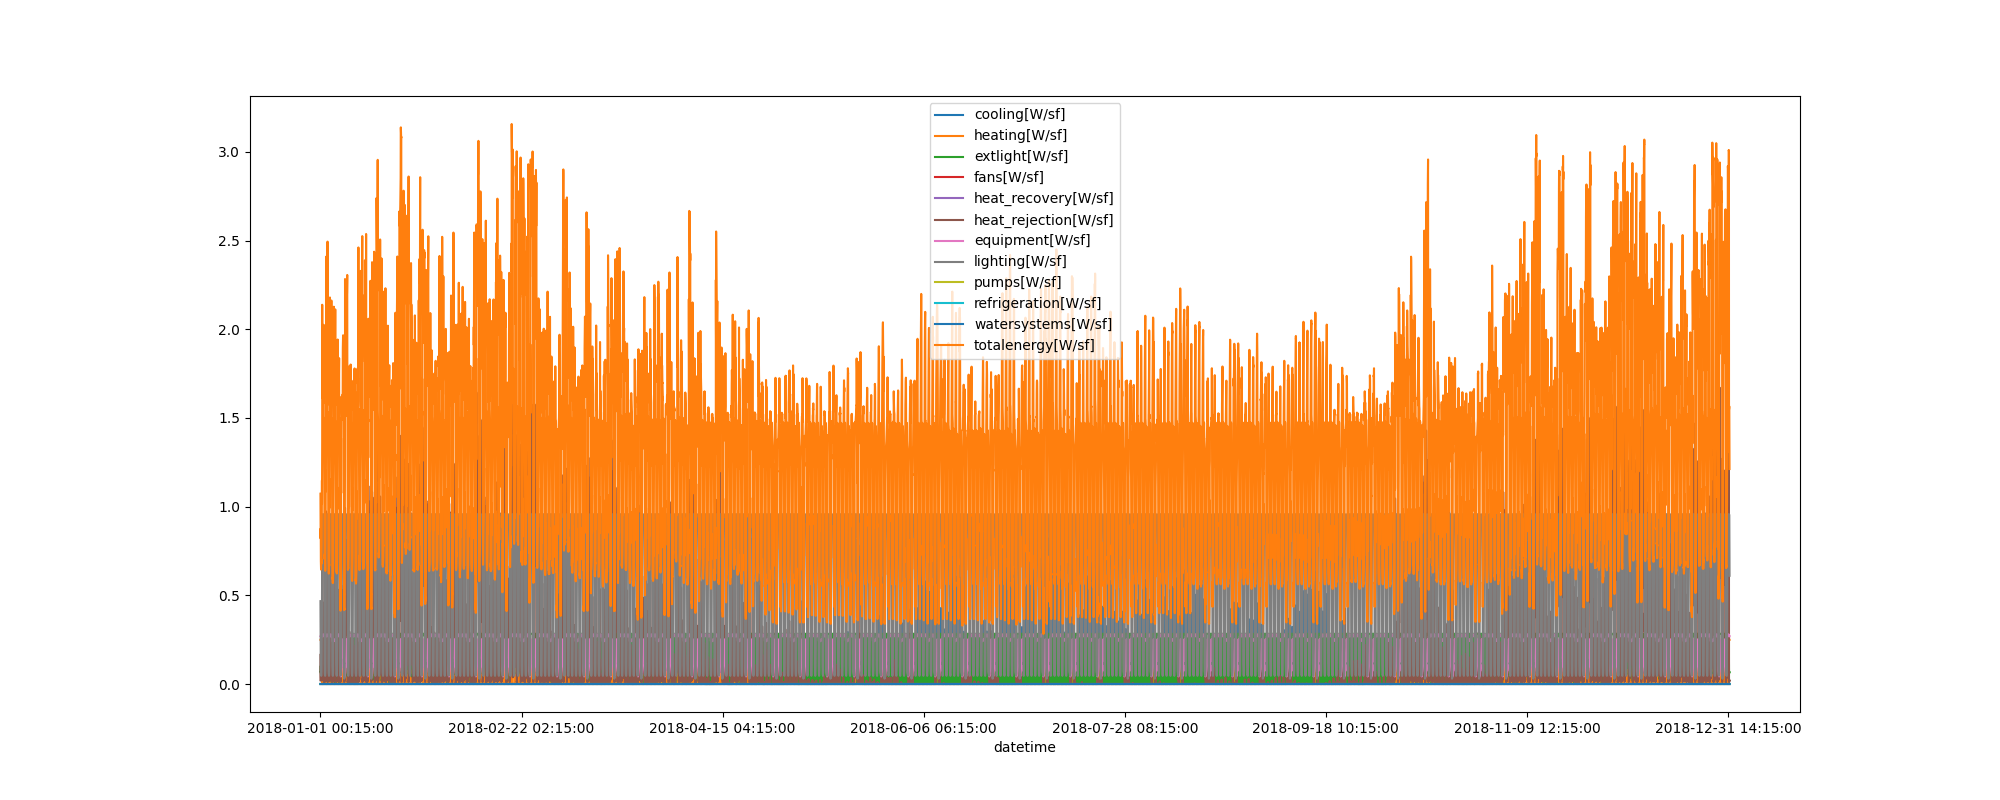 cooling[W/sf]
heating[W/sf]
extlight[W/sf]
fans[W/sf]
heat_recovery[W/sf]
heat_rejection[W/sf]
equipment[W/sf]
lighting[W/sf]
pumps[W/sf]
refrigeration[W/sf]
watersystems[W/sf]
totalenergy[W/sf]
3.0
2.5
2.0
1.5
1.0
0.5
0.0
2018-01-01 00:15:00 2018-02-22 02:15:00 2018-04-15 04:15:00 2018-06-06 06:15:00 2018-07-28 08:15:00 2018-09-18 10:15:00 2018-11-09 12:15:00 2018-12-31 14:15:00
datetime